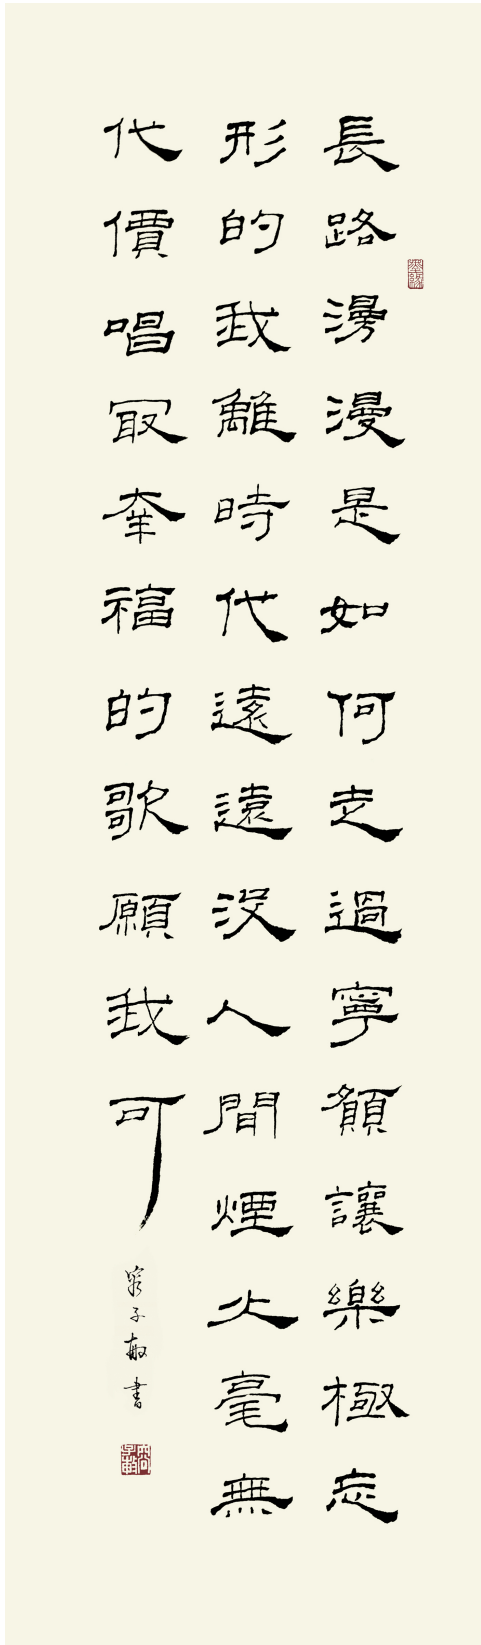 長路漫漫是如何走過寧願讓樂極忘
形的我離時代遠遠沒人間煙火毫無
代價唱最幸福的歌願我可
子敏書